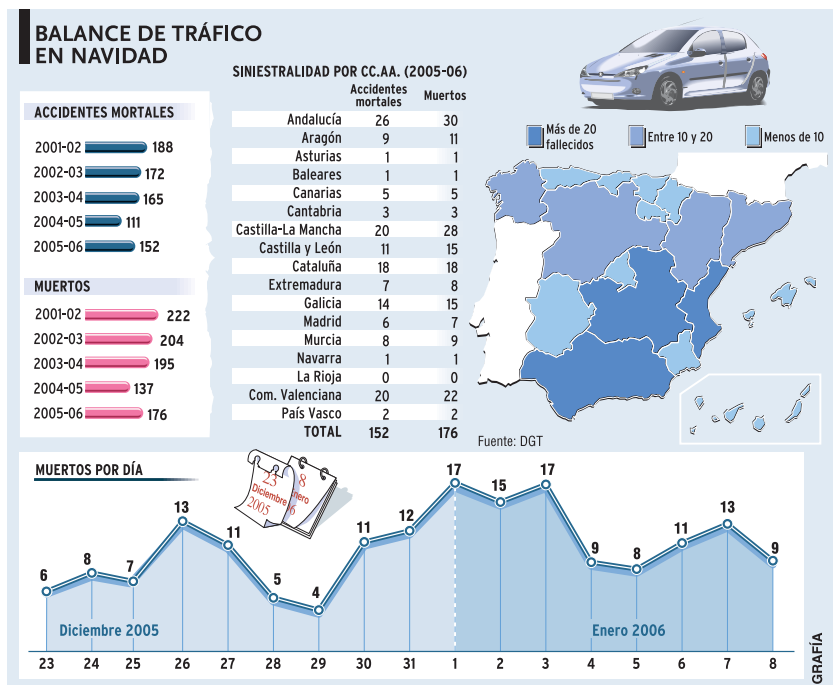 BALANCE DE TRÁFICO
EN NAVIDAD
ACCIDENTES MORTALES
2001-02 188
2002-03 172
2003-04 165
2004-05 111
2005-06 152
MUERTOS
2001-02 222
2002-03 204
2003-04 195
2004-05 137
2005-06 176
SINIESTRALIDAD POR CC.AA. (2005-06)
Accidentes
mortales Muertos
Andalucía 26 30
Aragón 9 11
Asturias 1 1
Baleares 1 1
Canarias 5 5
Cantabria 3 3
Castilla-La Mancha 20 28
Castilla y León 11 15
Cataluña 18 18
Extremadura 7 8
Galicia 14 15
Madrid 6 7
Murcia 8 9
Navarra 1 1
La Rioja 0 0
Com. Valenciana 20 22
País Vasco 2 2
TOTAL 152 176
Más de 20
fallecidos
Entre 10 y 20
Menos de 10
Fuente: DGT
MUERTOS POR DÍA
23
Diciembre
2005
8
nero
6
6 8 7 13 11 5 4 11 12 17 15 17 9 8 11 13 9
Diciembre 2005
Enero 2006
23 24 25 26 27 28 29 30 31 1 2 3 4 5 6 7 8
GRAFÍA